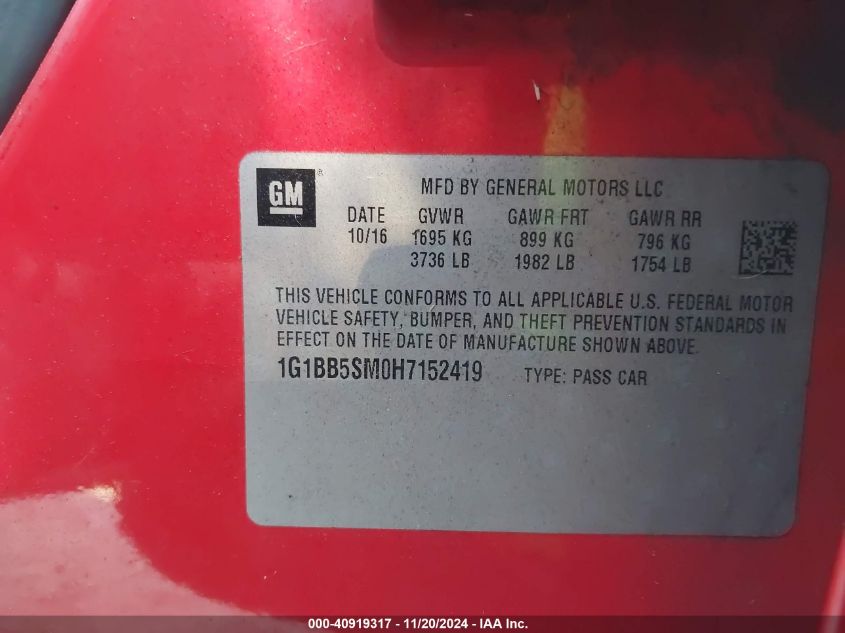 GM ® MFD BY GENERAL MOTORS LLC
DATE GVWR GAWR FRT GAWR RR
10/16 1695 KG 899 KG 796 KG
3736 LB 1982 LB 1754 LB
THIS VEHICLE CONFORMS TO ALL APPLICABLE U.S. FEDERAL MOTOR
VEHICLE SAFETY, BUMPER, AND THEFT PREVENTION STANDARDS IN
EFFECT ON THE DATE OF MANUFACTURE SHOWN ABOVE.
1G1BB5SM0H7152419 TYPE: PASS CAR
000-40919317 - 11/20/2024 - IAA Inc.